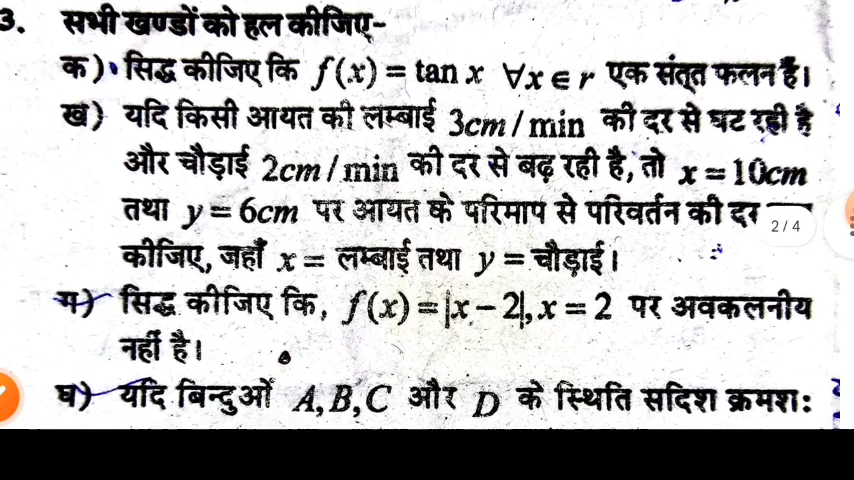 3. सभी खण्डों को हल कीजिए-
क) सिद्ध कीजिए कि f(x) = tan x ∀x ∈ r एक संत्त फलन है।
ख) यदि किसी आयत की लम्बाई 3cm / min की दर से घट रही है
और चौड़ाई 2cm / min की दर से बढ़ रही है, तो x = 10cm
तथा y = 6cm पर आयत के परिमाप से परिवर्तन की दर
2/4
कीजिए, जहाँ x = लम्बाई तथा y = चौड़ाई।
ग) सिद्ध कीजिए कि, f(x) = |x - 2|, x = 2 पर अवकलनीय
नहीं है।
घ) यदि बिन्दुओं A, B, C और D के स्थिति सदिश क्रमशः